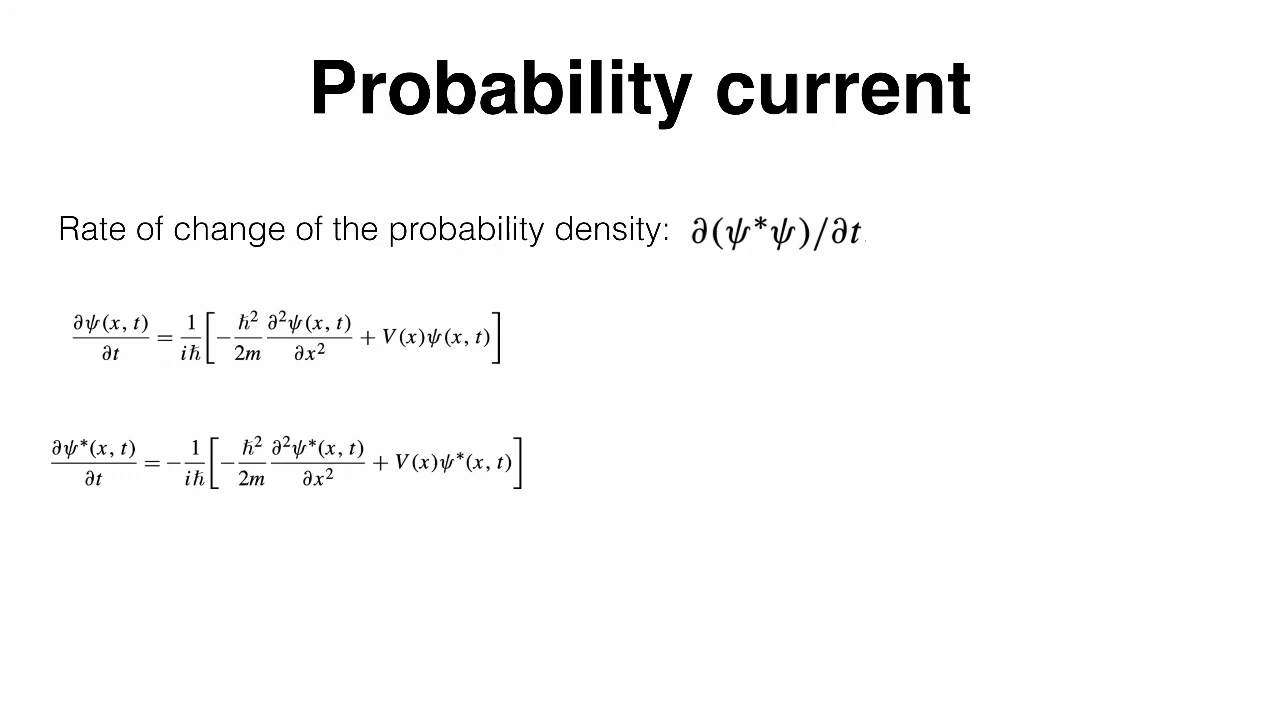 Probability current
Rate of change of the probability density: ∂(ψ*ψ)/∂t
∂ψ(x, t)/∂t = 1/iℏ [ −ℏ²/2m ∂²ψ(x, t)/∂x² + V(x)ψ(x, t) ]
∂ψ*(x, t)/∂t = −1/iℏ [ −ℏ²/2m ∂²ψ*(x, t)/∂x² + V(x)ψ*(x, t) ]